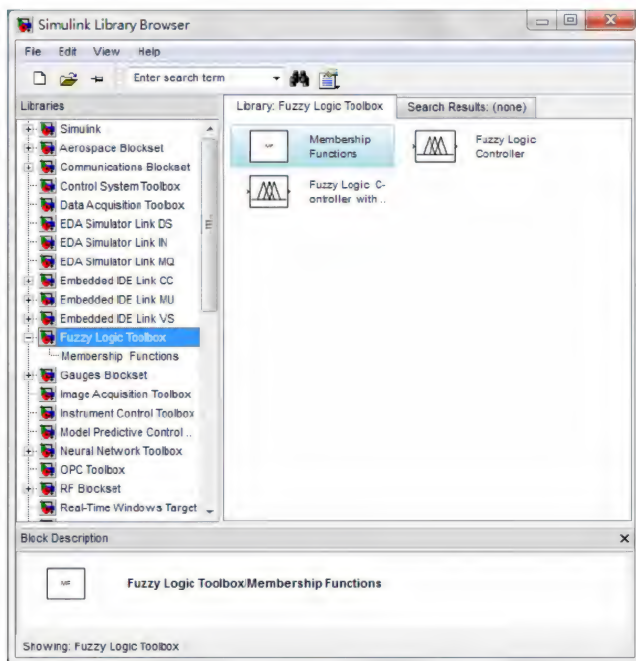 Simulink Library Browser
File Edit View Help
Enter search term
Libraries
Library: Fuzzy Logic Toolbox
Search Results: (none)
Simulink
Aerospace Blockset
Communications Blockset
Control System Toolbox
Data Acquisition Toolbox
EDA Simulator Link DS
EDA Simulator Link IN
EDA Simulator Link MQ
Embedded IDE Link CC
Embedded IDE Link MU
Embedded IDE Link VS
Fuzzy Logic Toolbox
Membership Functions
Gauges Blockset
Image Acquisition Toolbox
Instrument Control Toolbox
Model Predictive Control ..
Neural Network Toolbox
OPC Toolbox
RF Blockset
Real-Time Windows Target
MF
Membership
Functions
Fuzzy Logic
Controller
Fuzzy Logic C-
ontroller with ..
Block Description
MF
Fuzzy Logic Toolbox/Membership Functions
Showing: Fuzzy Logic Toolbox